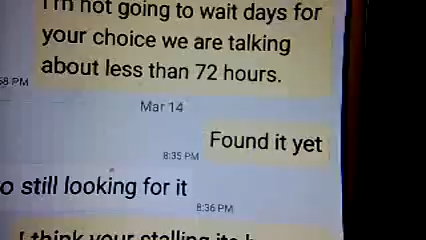 I'm not going to wait days for
your choice we are talking
about less than 72 hours.
8 PM
Mar 14
Found it yet
8:35 PM
o still looking for it
8:36 PM
I think your stalling its